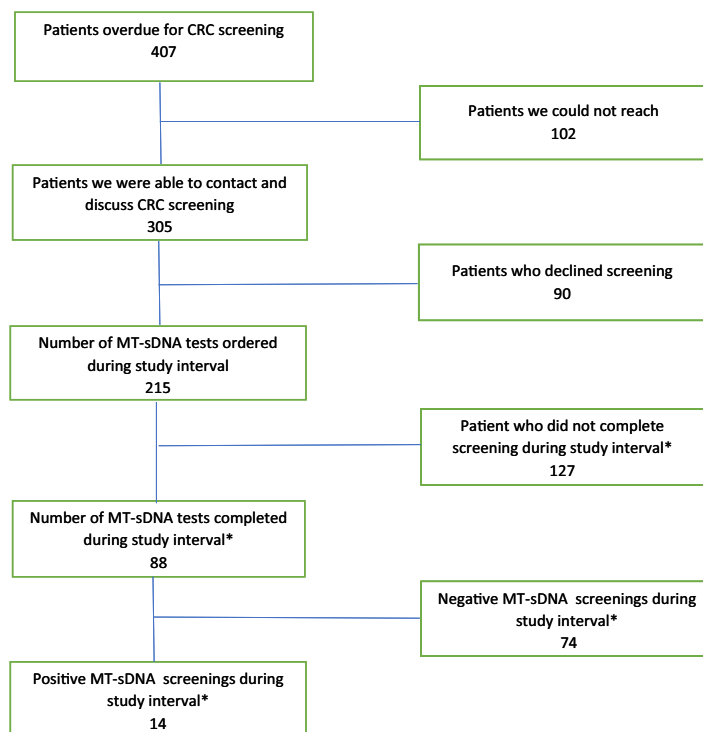 Patients overdue for CRC screening
407
Patients we could not reach
102
Patients we were able to contact and
discuss CRC screening
305
Patients who declined screening
90
Number of MT-sDNA tests ordered
during study interval
215
Patient who did not complete
screening during study interval*
127
Number of MT-sDNA tests completed
during study interval*
88
Negative MT-sDNA screenings during
study interval*
74
Positive MT-sDNA screenings during
study interval*
14